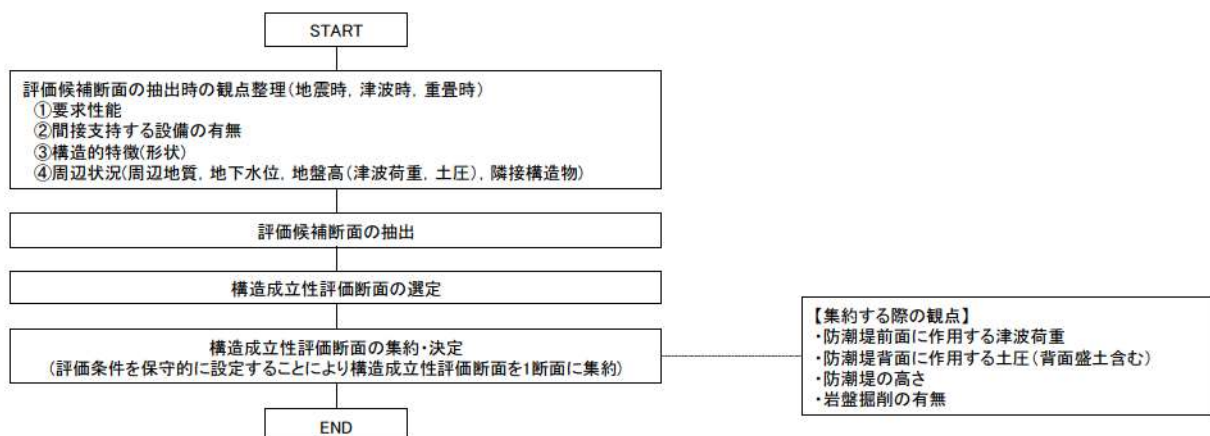 START
評価候補断面の抽出時の観点整理(地震時，津波時，重畳時)
①要求性能
②間接支持する設備の有無
③構造的特徴(形状)
④周辺状況(周辺地質，地下水位，地盤高(津波荷重，土圧)，隣接構造物)
評価候補断面の抽出
構造成立性評価断面の選定
構造成立性評価断面の集約・決定
(評価条件を保守的に設定することにより構造成立性評価断面を1断面に集約)
【集約する際の観点】
・防潮堤前面に作用する津波荷重
・防潮堤背面に作用する土圧(背面盛土含む)
・防潮堤の高さ
・岩盤掘削の有無
END